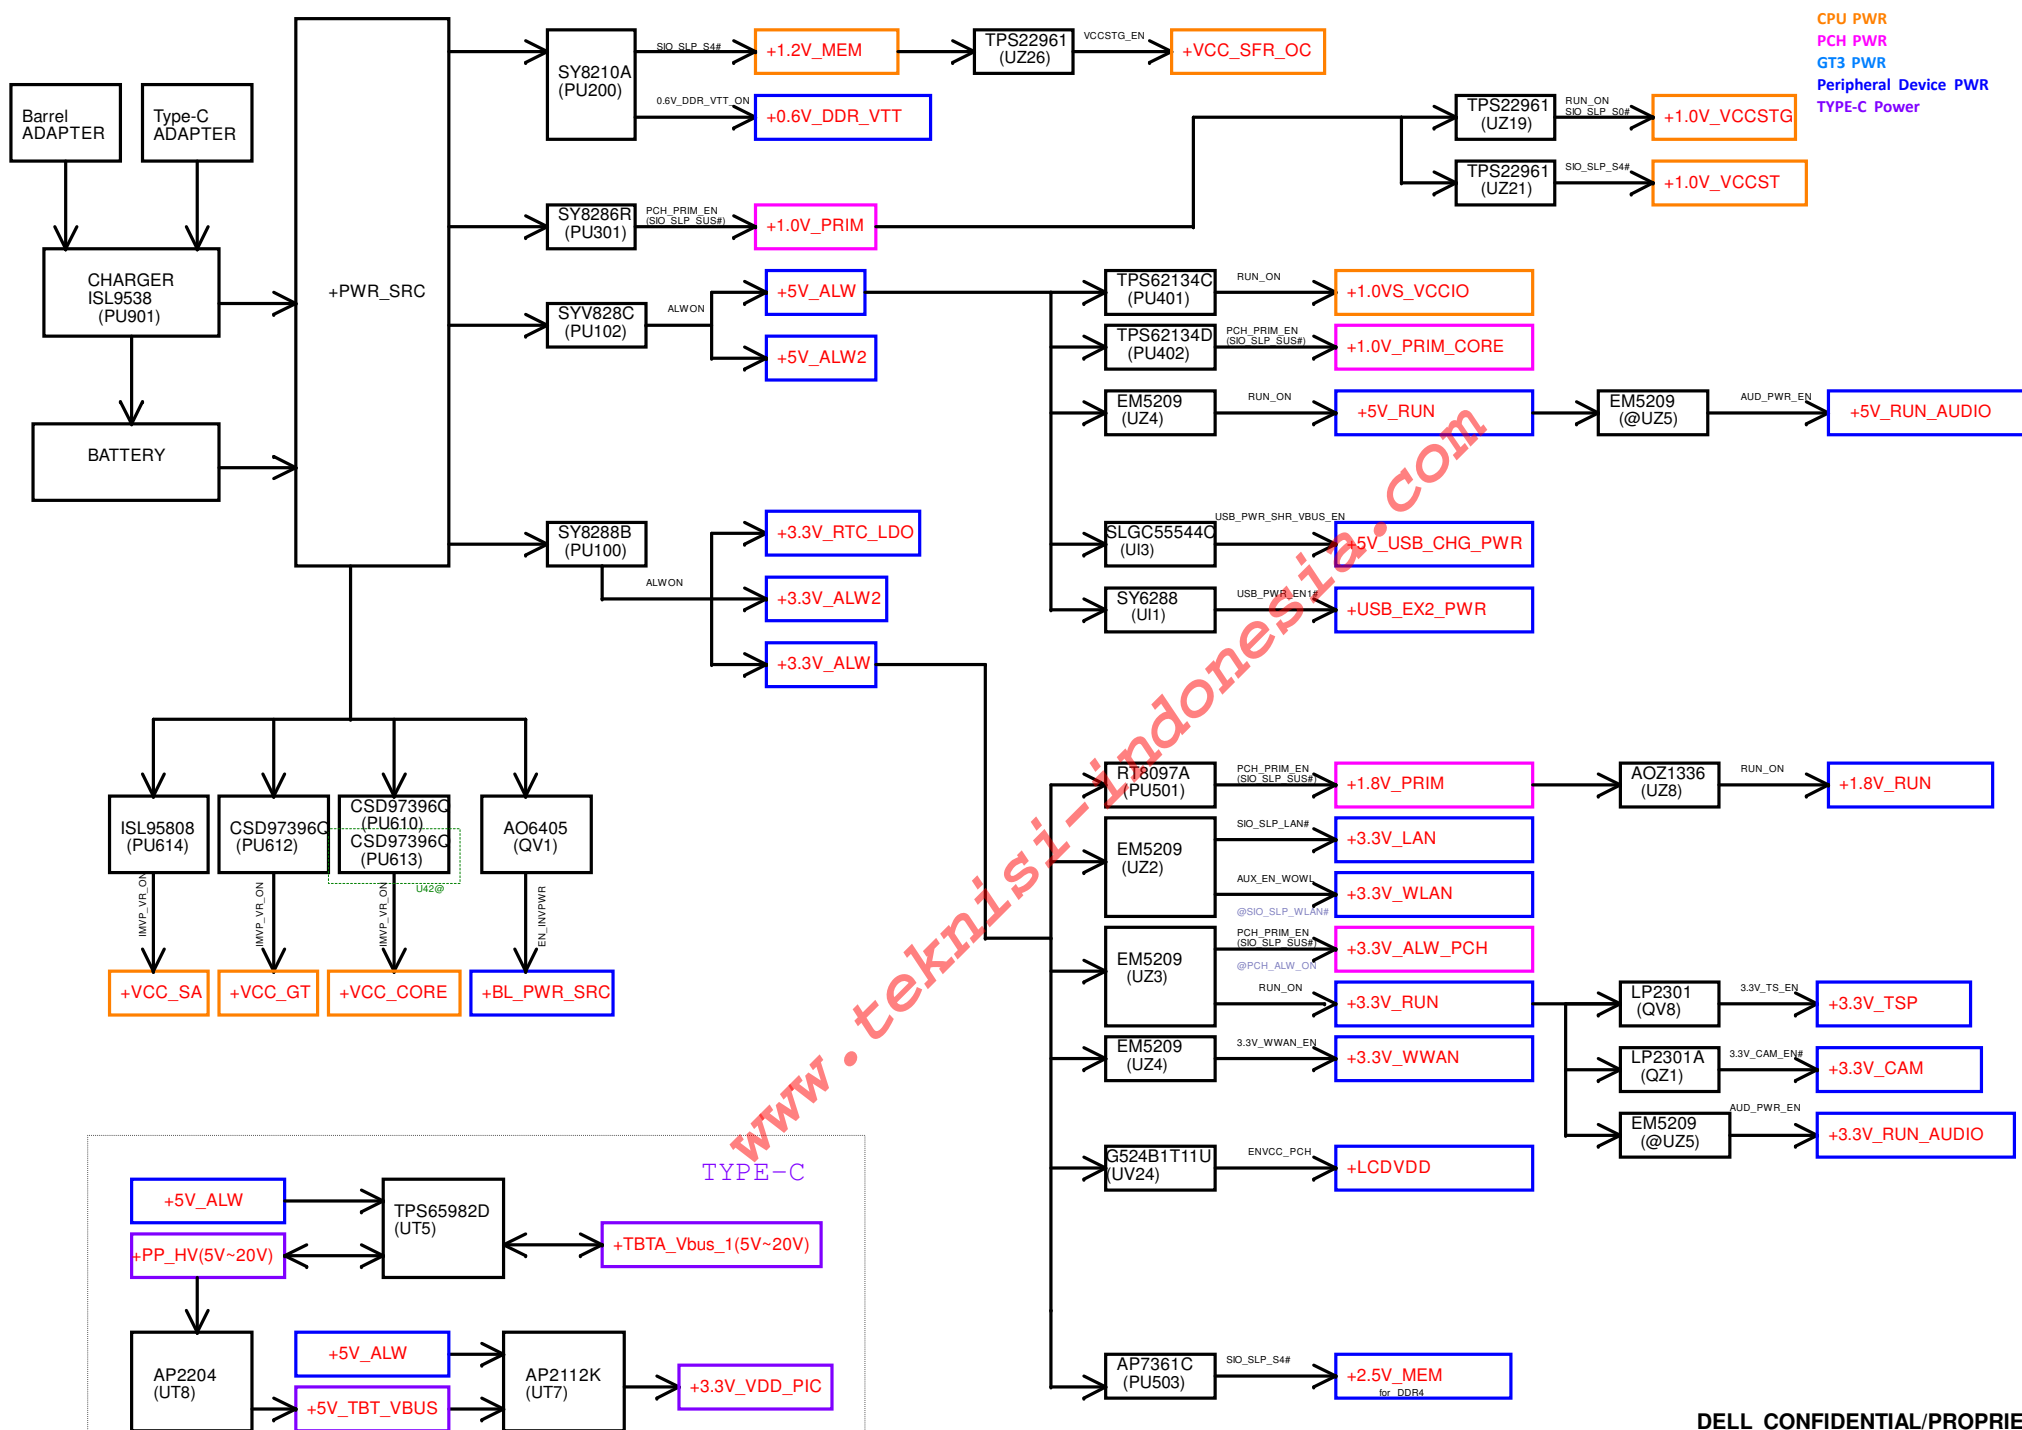 CPU PWR
PCH PWR
GT3 PWR
Peripheral Device PWR
TYPE-C Power
Barrel
ADAPTER
Type-C
ADAPTER
CHARGER
ISL9538
(PU901)
BATTERY
+PWR_SRC
SY8210A
(PU200)
SIO_SLP_S4#
+1.2V_MEM
TPS22961
(UZ26)
VCCSTG_EN
+VCC_SFR_OC
0.6V_DDR_VTT_ON
+0.6V_DDR_VTT
TPS22961
(UZ19)
RUN_ON
SIO_SLP_S0#
+1.0V_VCCSTG
TPS22961
(UZ21)
SIO_SLP_S4#
+1.0V_VCCST
SY8286R
(PU301)
PCH_PRIM_EN
(SIO_SLP_SUS#)
+1.0V_PRIM
SYV828C
(PU102)
ALWON
+5V_ALW
+5V_ALW2
TPS62134C
(PU401)
RUN_ON
+1.0VS_VCCIO
TPS62134D
(PU402)
PCH_PRIM_EN
(SIO_SLP_SUS#)
+1.0V_PRIM_CORE
EM5209
(UZ4)
RUN_ON
+5V_RUN
EM5209
(@UZ5)
AUD_PWR_EN
+5V_RUN_AUDIO
SLGC55544C
(UI3)
USB_PWR_SHR_VBUS_EN
+5V_USB_CHG_PWR
SY6288
(UI1)
USB_PWR_EN1#
+USB_EX2_PWR
SY8288B
(PU100)
ALWON
+3.3V_RTC_LDO
+3.3V_ALW2
+3.3V_ALW
RT8097A
(PU501)
PCH_PRIM_EN
(SIO_SLP_SUS#)
+1.8V_PRIM
AOZ1336
(UZ8)
RUN_ON
+1.8V_RUN
EM5209
(UZ2)
SIO_SLP_LAN#
+3.3V_LAN
AUX_EN_WOWL
@SIO_SLP_WLAN#
+3.3V_WLAN
EM5209
(UZ3)
PCH_PRIM_EN
(SIO_SLP_SUS#)
@PCH_ALW_ON
+3.3V_ALW_PCH
RUN_ON
+3.3V_RUN
LP2301
(QV8)
3.3V_TS_EN
+3.3V_TSP
EM5209
(UZ4)
3.3V_WWAN_EN
+3.3V_WWAN
LP2301A
(QZ1)
3.3V_CAM_EN#
+3.3V_CAM
EM5209
(@UZ5)
AUD_PWR_EN
+3.3V_RUN_AUDIO
G524B1T11U
(UV24)
ENVCC_PCH
+LCDVDD
AP7361C
(PU503)
SIO_SLP_S4#
+2.5V_MEM
for DDR4
ISL95808
(PU614)
CSD97396Q
(PU612)
CSD97396Q
(PU610)
CSD97396Q
(PU613)
U42@
AO6405
(QV1)
IMVP_VR_ON
IMVP_VR_ON
IMVP_VR_ON
EN_INVPWR
+VCC_SA
+VCC_GT
+VCC_CORE
+BL_PWR_SRC
TYPE-C
+5V_ALW
+PP_HV(5V~20V)
TPS65982D
(UT5)
+TBTA_Vbus_1(5V~20V)
AP2204
(UT8)
+5V_ALW
+5V_TBT_VBUS
AP2112K
(UT7)
+3.3V_VDD_PIC
www.teknisi-indonesia.com
DELL CONFIDENTIAL/PROPRIE